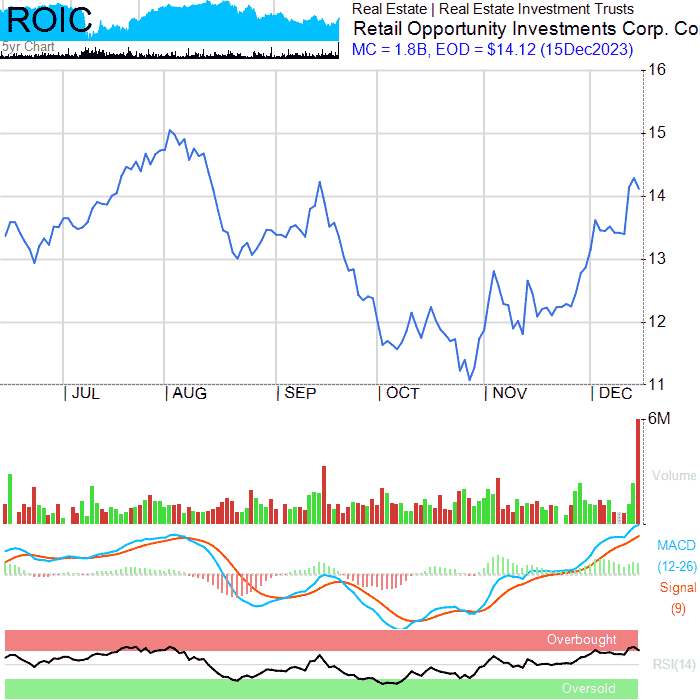 ROIC
5yr Chart
Real Estate | Real Estate Investment Trusts
Retail Opportunity Investments Corp. Co
MC = 1.8B, EOD = $14.12 (15Dec2023)
16
15
14
13
12
11
| JUL | AUG | SEP | OCT | NOV | DEC
6M
Volume
MACD
(12-26)
Signal
(9)
Overbought
RSI(14)
Oversold